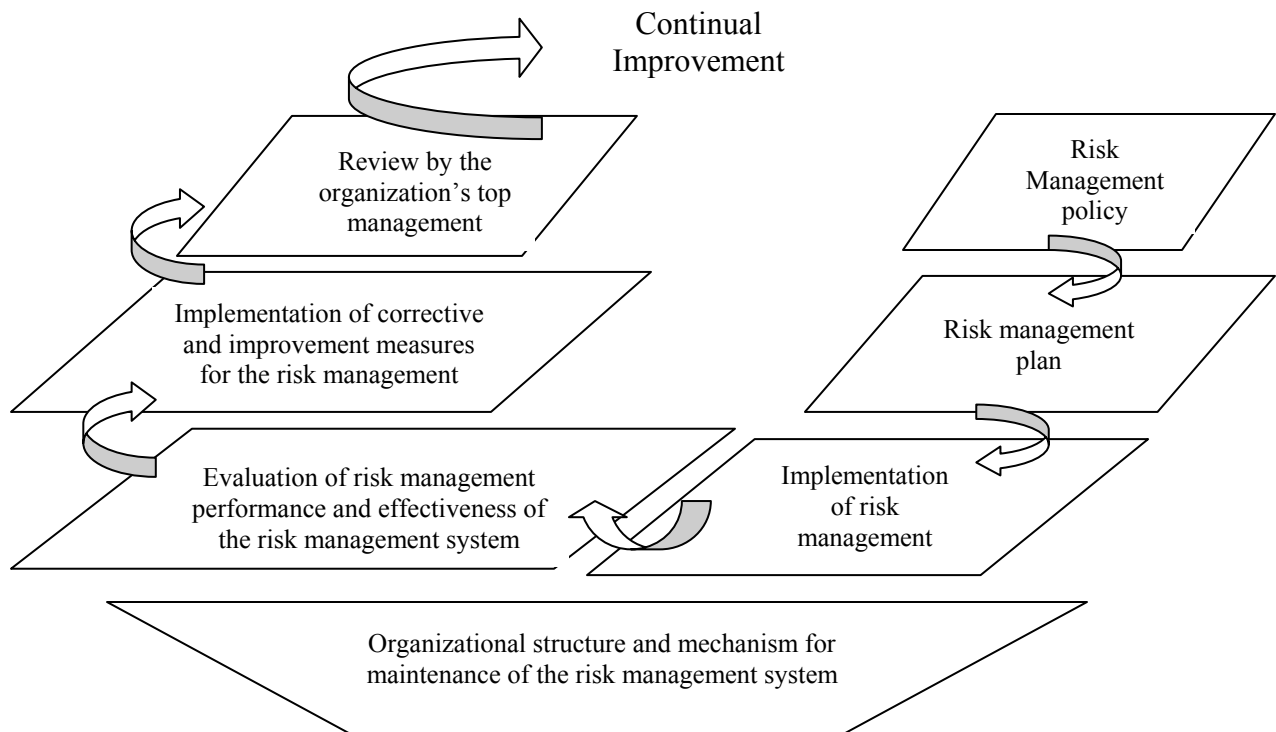 Continual
Improvement
Review by the
organization’s top
management
Risk
Management
policy
Implementation of corrective
and improvement measures
for the risk management
Risk management
plan
Evaluation of risk management
performance and effectiveness of
the risk management system
Implementation
of risk
management
Organizational structure and mechanism for
maintenance of the risk management system